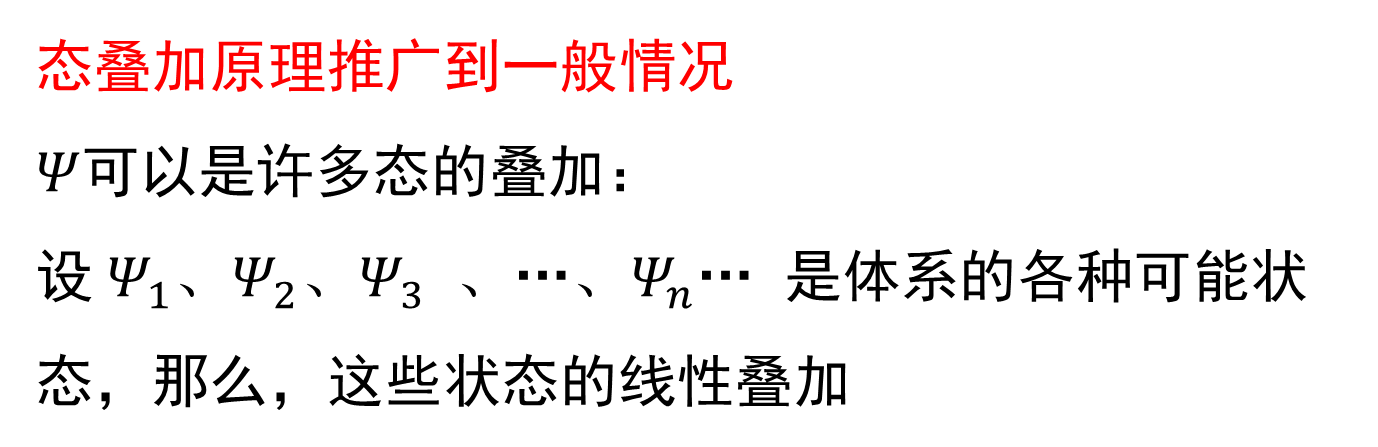 态叠加原理推广到一般情况
Ψ可以是许多态的叠加：
设 Ψ₁、Ψ₂、Ψ₃ 、⋯、Ψₙ⋯ 是体系的各种可能状
态，那么，这些状态的线性叠加